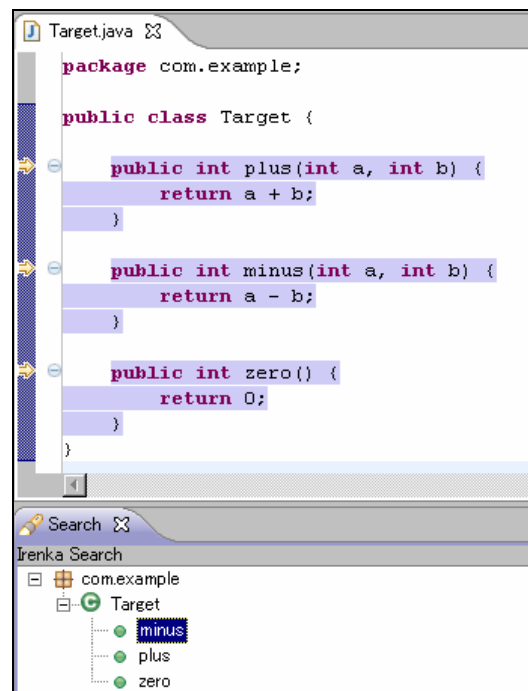 Target.java
package com.example;
public class Target {
public int plus(int a, int b) {
return a + b;
}
public int minus(int a, int b) {
return a - b;
}
public int zero() {
return 0;
}
}
Search
Irenka Search
com.example
Target
minus
plus
zero